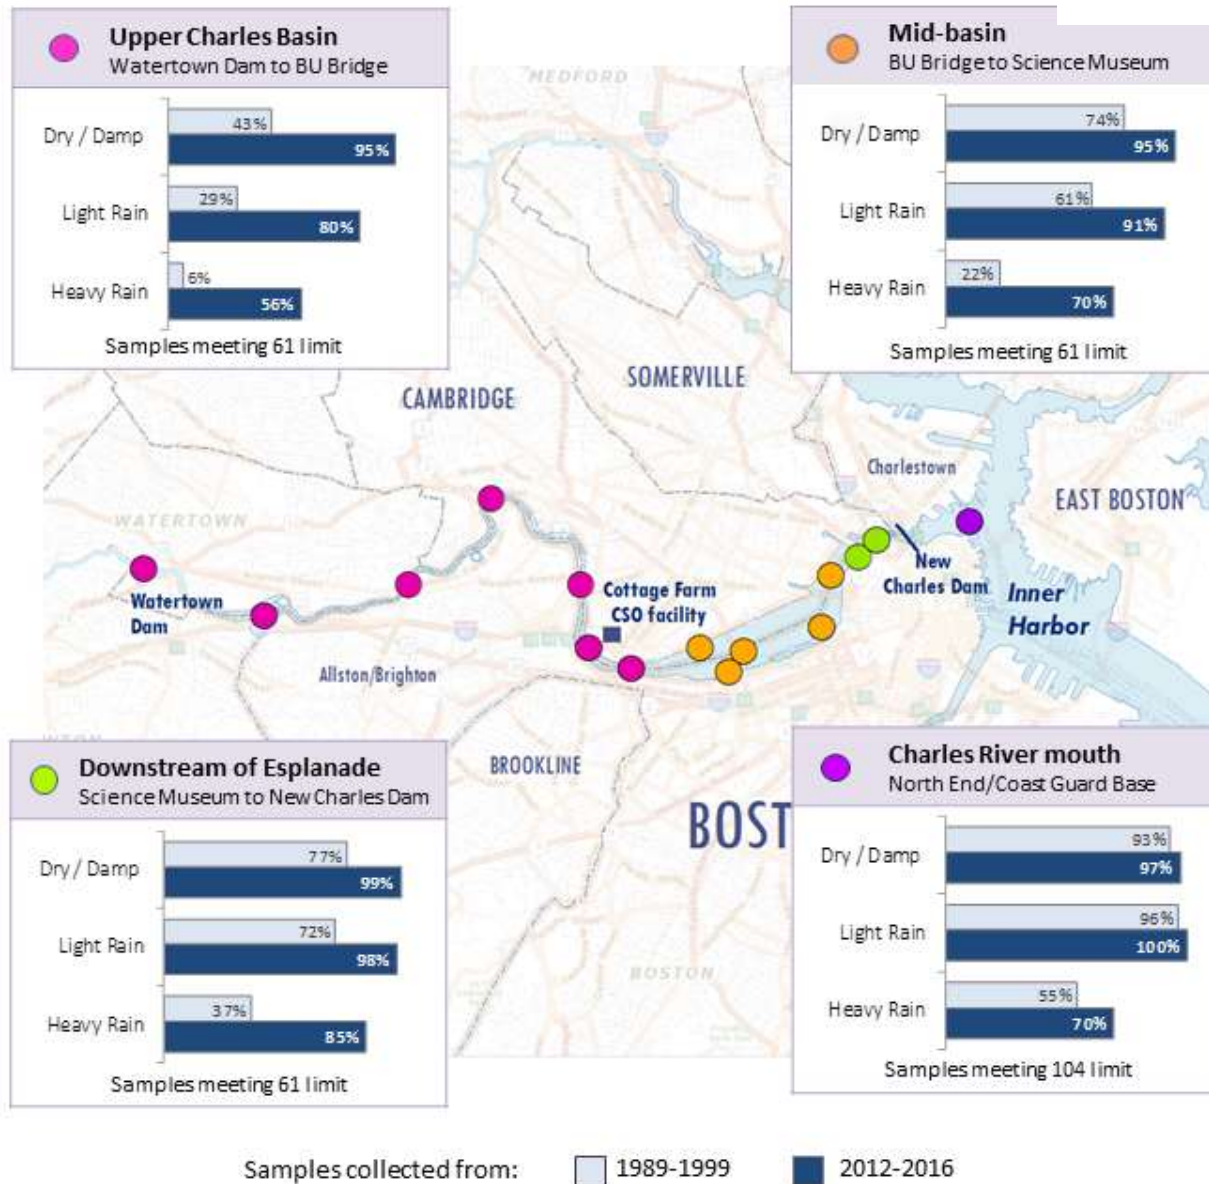 Upper Charles Basin
Watertown Dam to BU Bridge
Dry / Damp
43%
95%
Light Rain
29%
80%
Heavy Rain
6%
56%
Samples meeting 61 limit
Mid-basin
BU Bridge to Science Museum
Dry / Damp
74%
95%
Light Rain
61%
91%
Heavy Rain
22%
70%
Samples meeting 61 limit
MEDFORD
SOMERVILLE
CAMBRIDGE
Charlestown
EAST BOSTON
WATERTOWN
Watertown
Dam
Cottage Farm
CSO facility
New
Charles Dam
Inner
Harbor
Allston/Brighton
BROOKLINE
BOST
BOSTON
Downstream of Esplanade
Science Museum to New Charles Dam
Dry / Damp
77%
99%
Light Rain
72%
98%
Heavy Rain
37%
85%
Samples meeting 61 limit
Charles River mouth
North End/Coast Guard Base
Dry / Damp
93%
97%
Light Rain
96%
100%
Heavy Rain
55%
70%
Samples meeting 104 limit
Samples collected from: 1989-1999 2012-2016